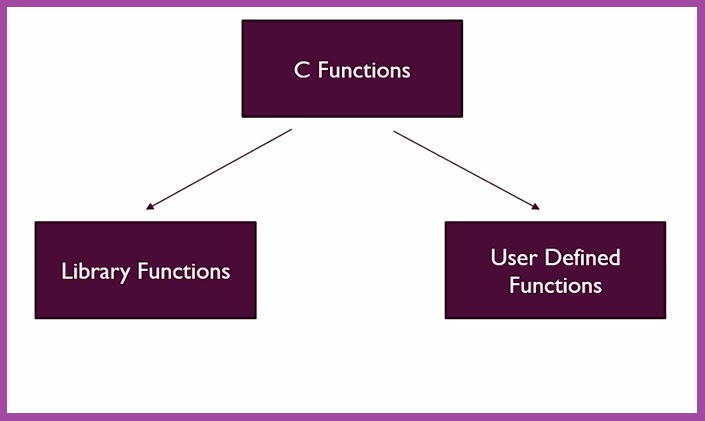 C Functions
Library Functions
User Defined
Functions